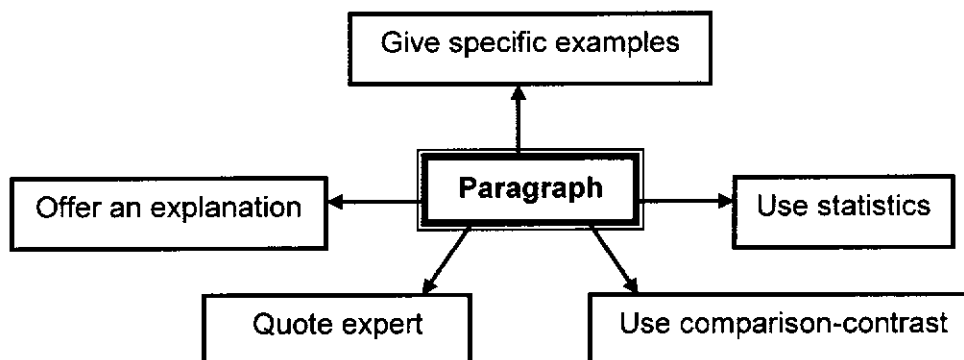 Give specific examples
Paragraph
Offer an explanation
Use statistics
Quote expert
Use comparison-contrast